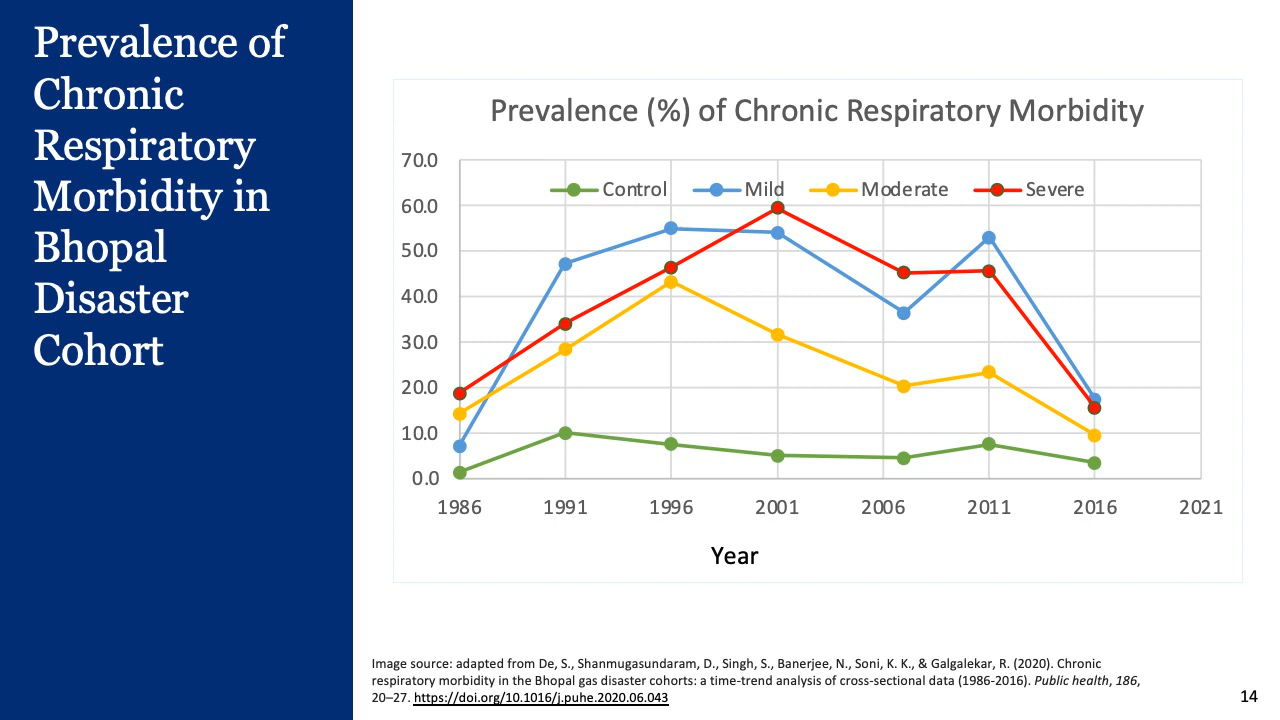 Prevalence of
Chronic
Respiratory
Morbidity in
Bhopal
Disaster
Cohort
Prevalence (%) of Chronic Respiratory Morbidity
70.0
Control Mild Moderate Severe
60.0
50.0
40.0
30.0
20.0
10.0
0.0
1986 1991 1996 2001 2006 2011 2016 2021
Year
Image source: adapted from De, S., Shanmugasundaram, D., Singh, S., Banerjee, N., Soni, K. K., & Galgalekar, R. (2020). Chronic
respiratory morbidity in the Bhopal gas disaster cohorts: a time-trend analysis of cross-sectional data (1986-2016). Public health, 186,
20–27. https://doi.org/10.1016/j.puhe.2020.06.043
14